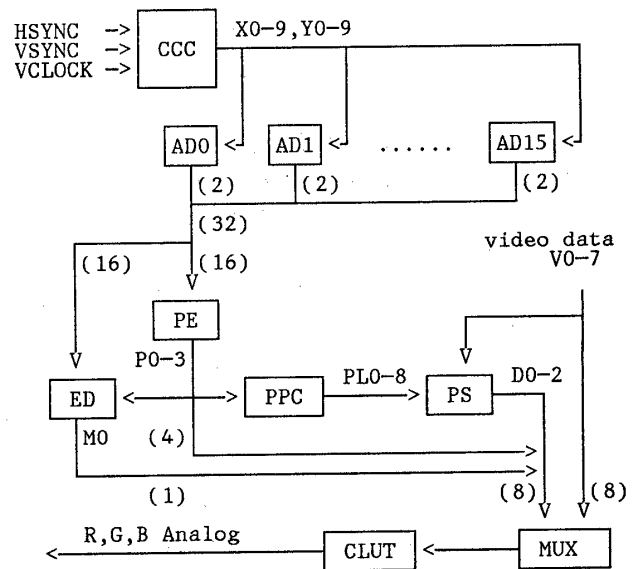 HSYNC ->
VSYNC ->
VCLOCK ->
CCC
X0-9,Y0-9
AD0
AD1
......
AD15
(2)
(2)
(2)
(32)
(16)
(16)
video data
V0-7
PE
P0-3
PL0-8
D0-2
ED
PPC
PS
M0
(4)
(1)
(8)
(8)
R,G,B Analog
CLUT
MUX